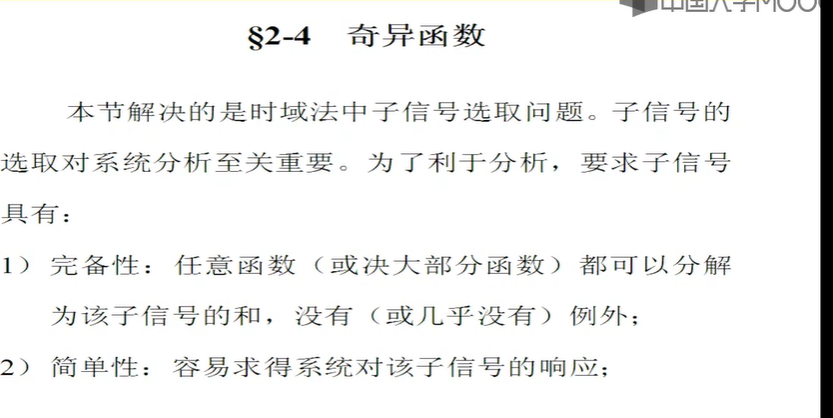 中国大学MOOC
§2-4 奇异函数
本节解决的是时域法中子信号选取问题。子信号的
选取对系统分析至关重要。为了利于分析，要求子信号
具有：
1） 完备性：任意函数（或决大部分函数）都可以分解
为该子信号的和，没有（或几乎没有）例外；
2） 简单性：容易求得系统对该子信号的响应；